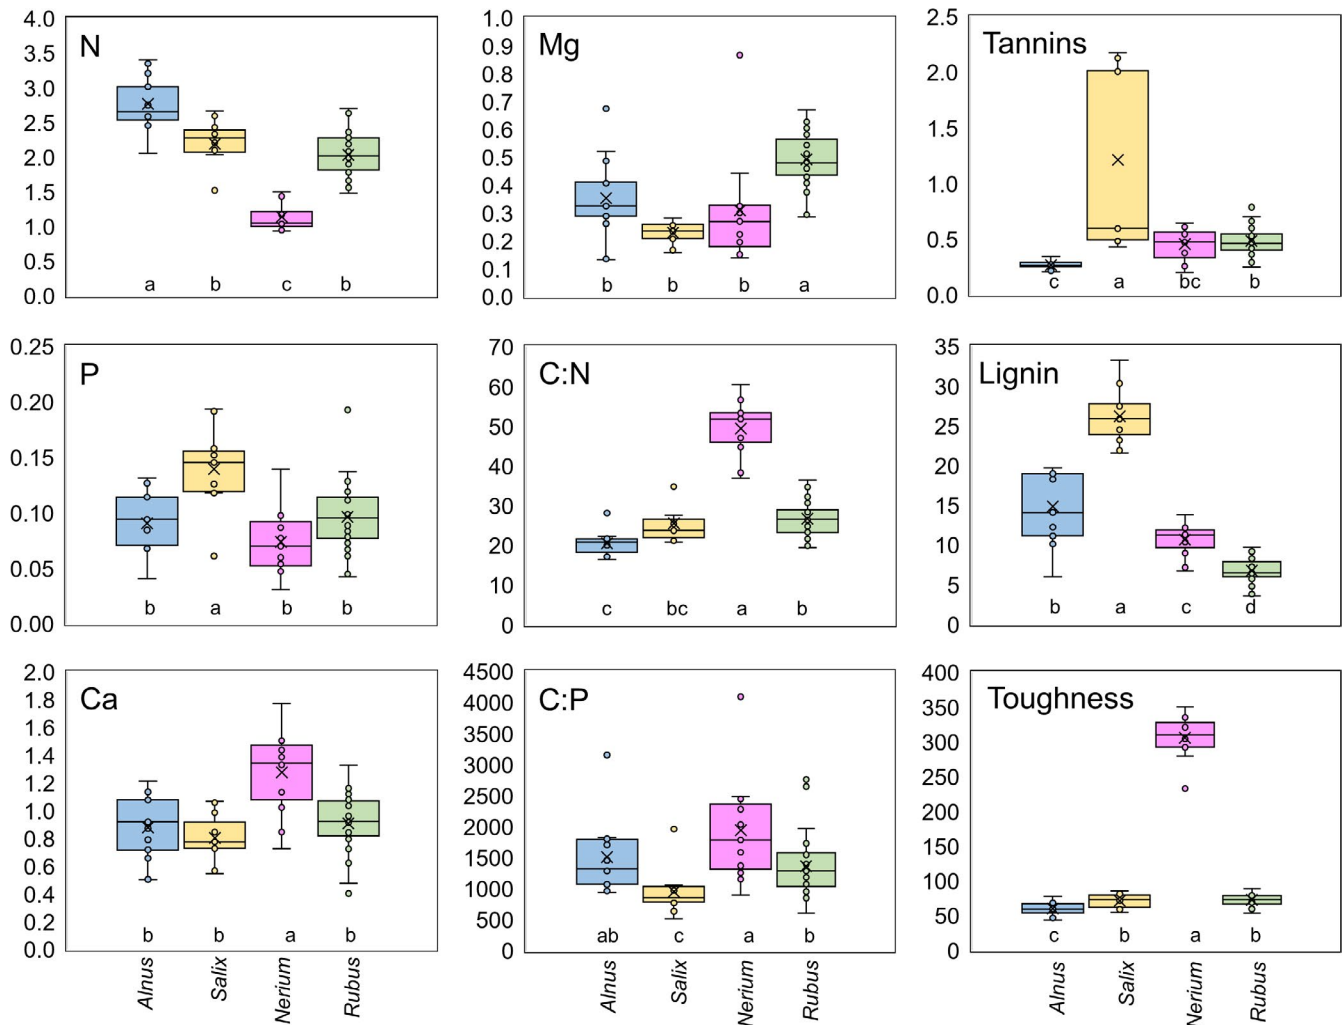 N
4.0
3.5
3.0
2.5
2.0
1.5
1.0
0.5
0.0
a b c b
Mg
1.0
0.9
0.8
0.7
0.6
0.5
0.4
0.3
0.2
0.1
0.0
b b b a
Tannins
2.5
2.0
1.5
1.0
0.5
0.0
c a bc b
P
0.25
0.20
0.15
0.10
0.05
0.00
b a b b
C:N
70
60
50
40
30
20
10
0
c bc a b
Lignin
35
30
25
20
15
10
5
0
b a c d
Ca
2.0
1.8
1.6
1.4
1.2
1.0
0.8
0.6
0.4
0.2
0.0
b b a b
Alnus
Salix
Nerium
Rubus
C:P
4500
4000
3500
3000
2500
2000
1500
1000
500
0
ab c a b
Alnus
Salix
Nerium
Rubus
Toughness
400
350
300
250
200
150
100
50
0
c b a b
Alnus
Salix
Nerium
Rubus